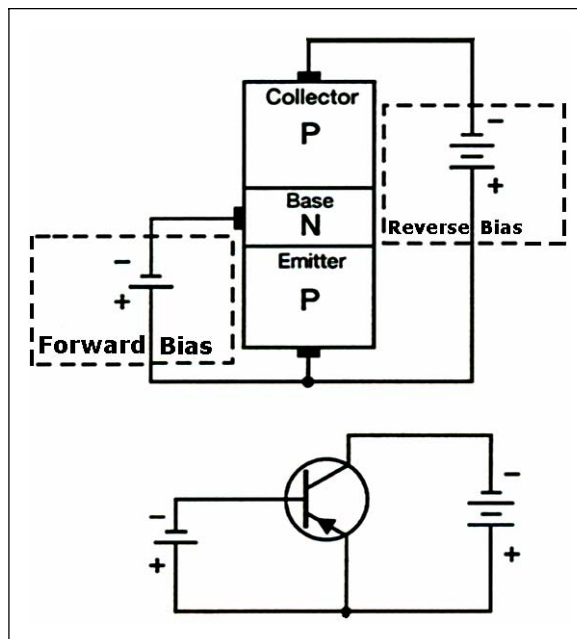 Collector
P
-
+
Reverse Bias
Base
N
Emitter
P
-
+
Forward Bias
-
+
-
+